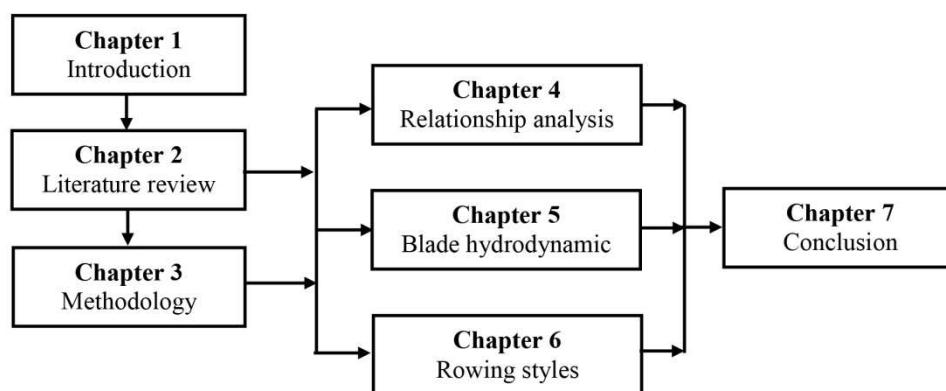 Chapter 1
Introduction
Chapter 2
Literature review
Chapter 3
Methodology
Chapter 4
Relationship analysis
Chapter 5
Blade hydrodynamic
Chapter 6
Rowing styles
Chapter 7
Conclusion